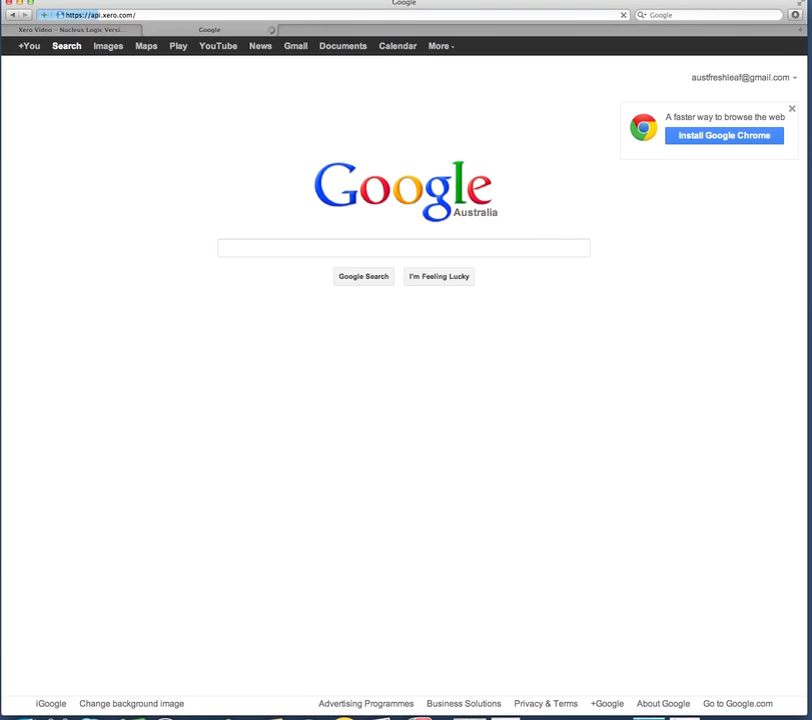 Google
https://api.xero.com/
Google
Xero Video – Nucleus Logic Versi...
Google
+You Search Images Maps Play YouTube News Gmail Documents Calendar More
austfreshleaf@gmail.com
A faster way to browse the web
Install Google Chrome
Google
Australia
Google Search
I'm Feeling Lucky
iGoogle Change background image Advertising Programmes Business Solutions Privacy & Terms +Google About Google Go to Google.com